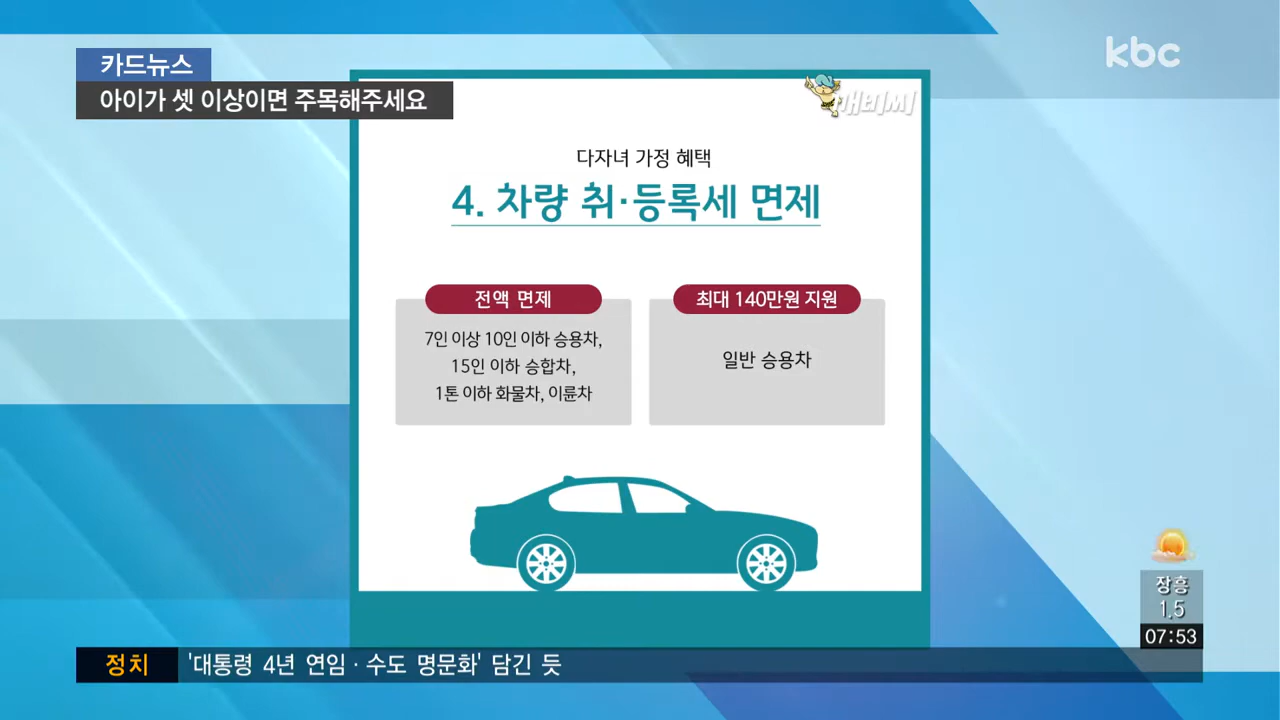 카드뉴스
아이가 셋 이상이면 주목해주세요
kbc
깨비씨
다자녀 가정 혜택
4. 차량 취·등록세 면제
전액 면제
7인 이상 10인 이하 승용차,
15인 이하 승합차,
1톤 이하 화물차, 이륜차
최대 140만원 지원
일반 승용차
장흥
1.5
07:53
정치 '대통령 4년 연임·수도 명문화' 담긴 듯